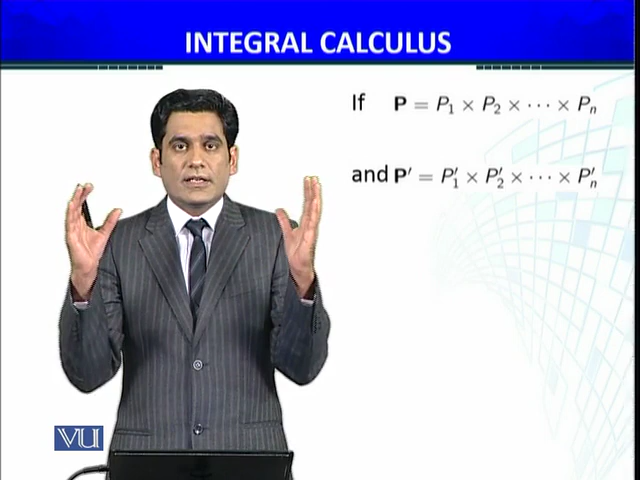 INTEGRAL CALCULUS
If P = P₁ × P₂ × ··· × Pₙ
and P′ = P′₁ × P′₂ × ··· × P′ₙ
VU